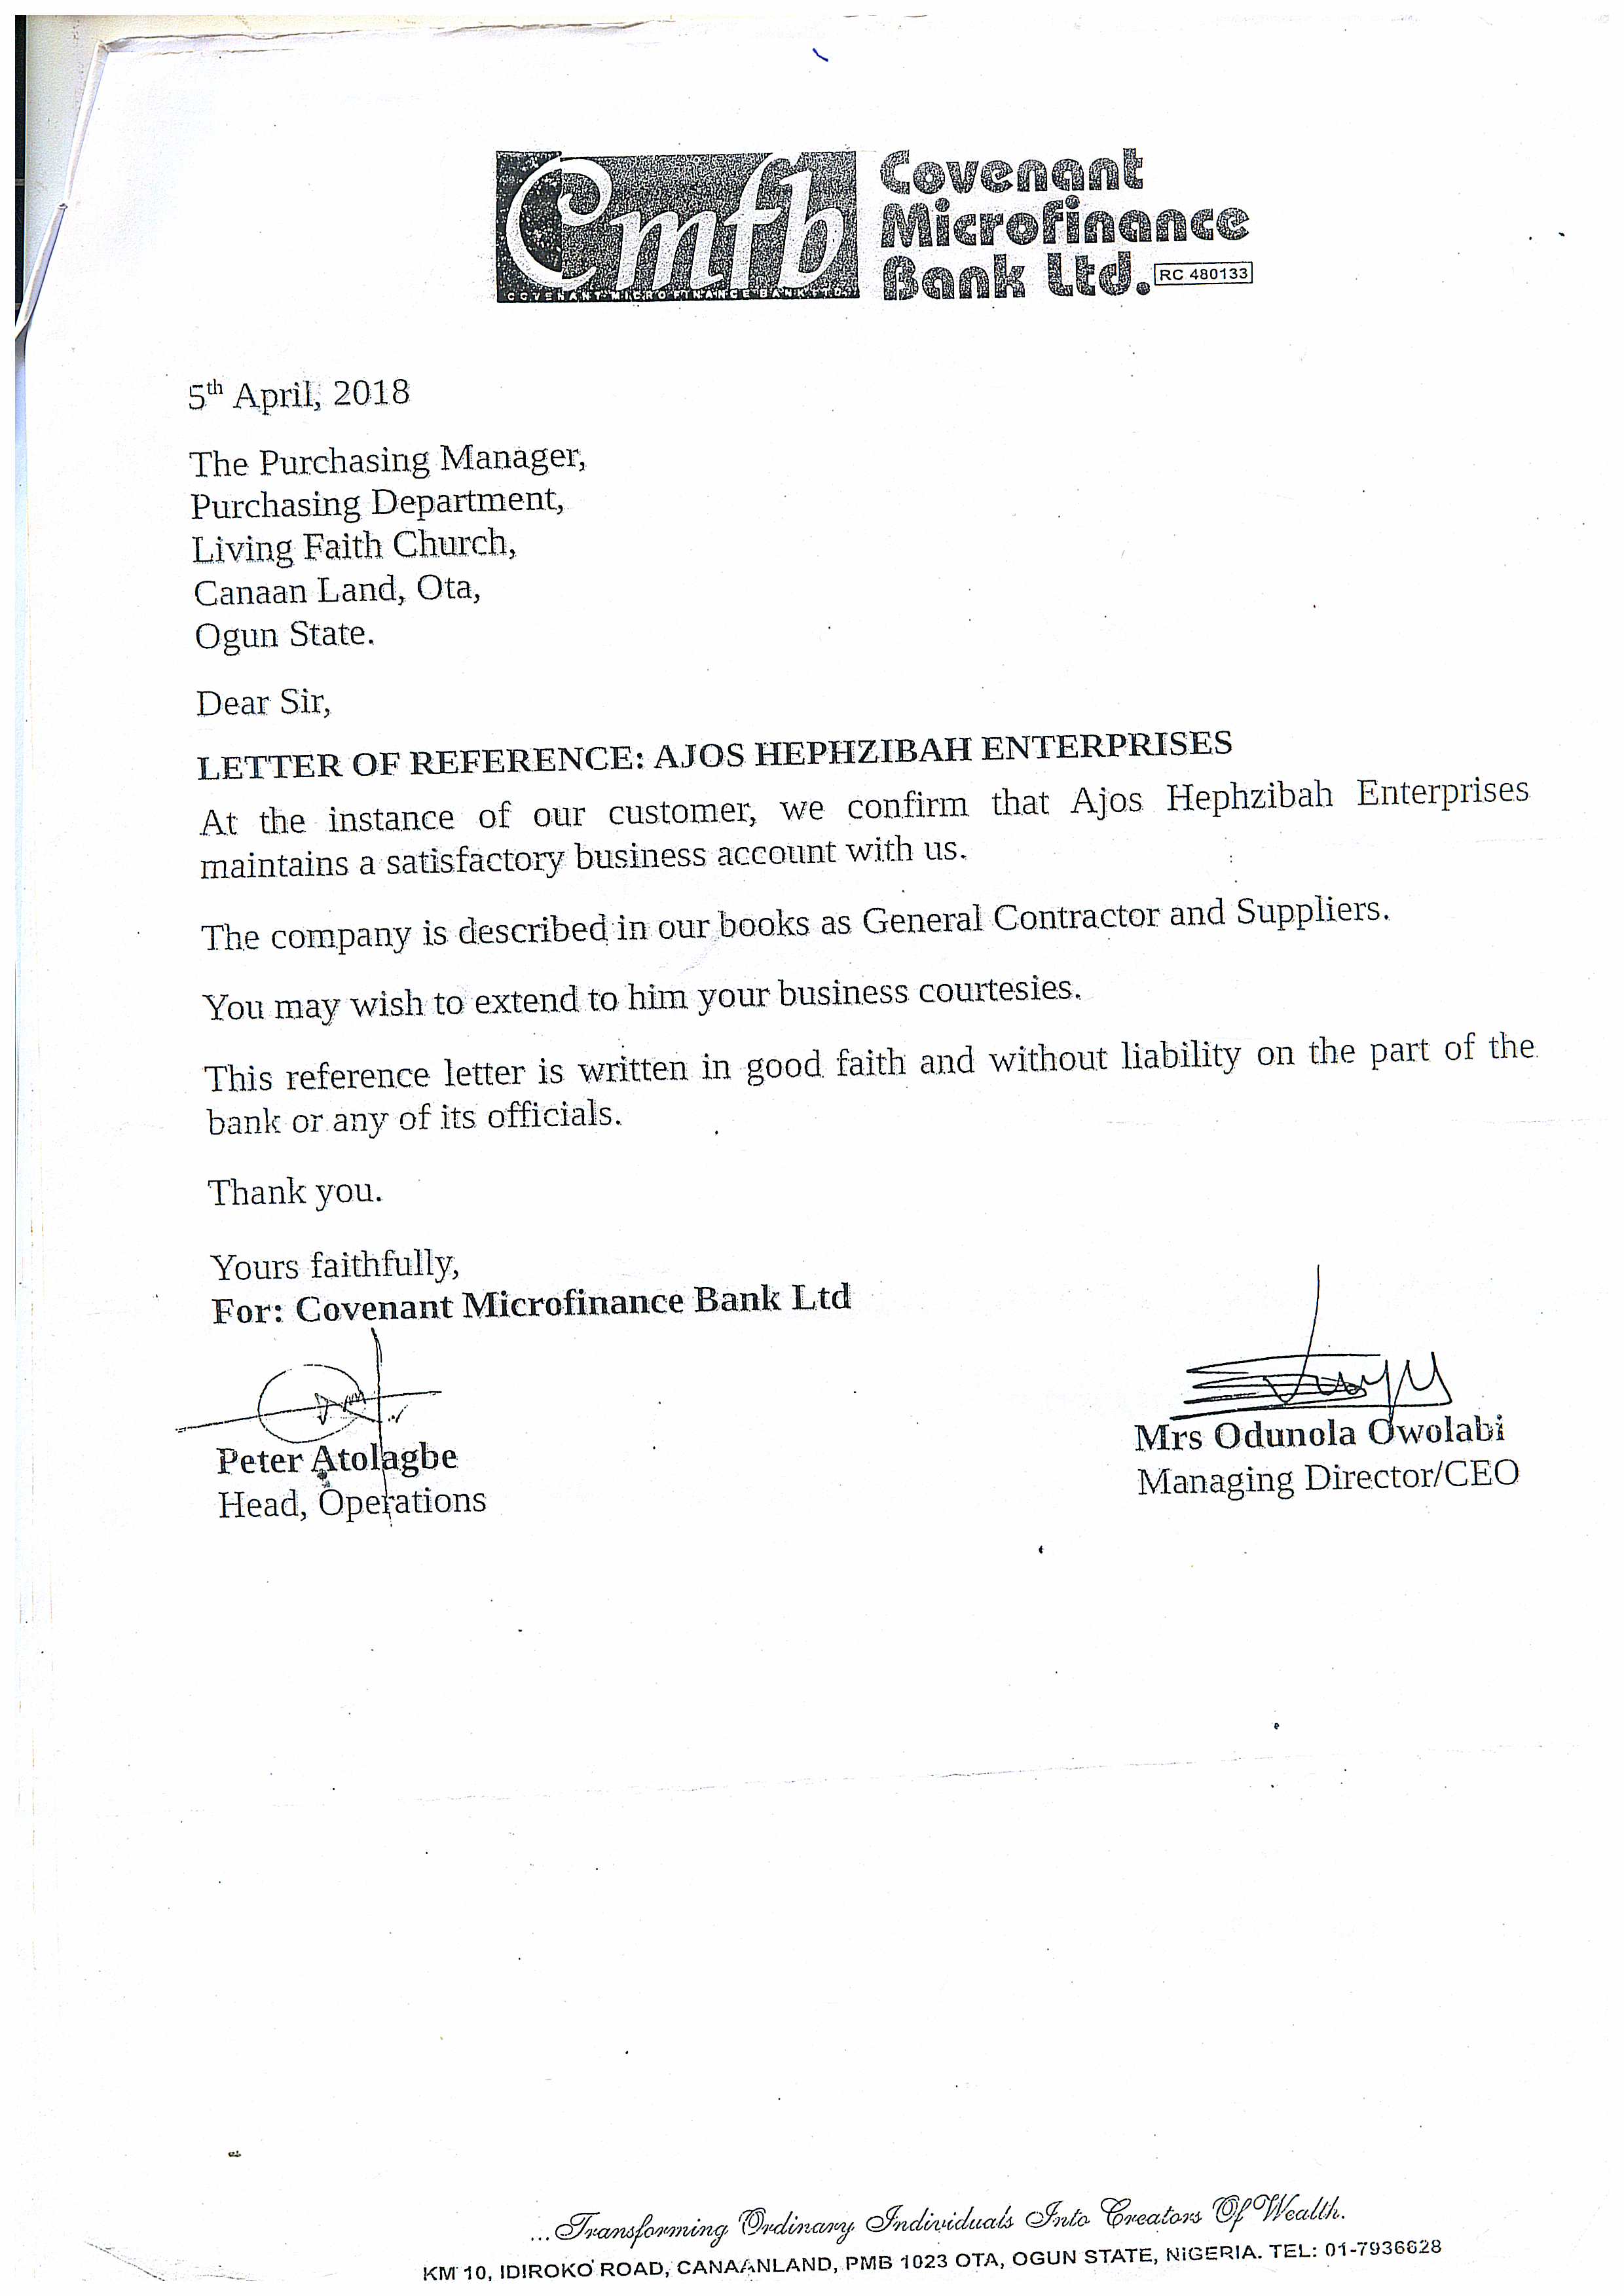 Cmfb
COVENANT MICROFINANCE BANK LTD.
Covenant
Microfinance
Bank Ltd. RC 480133
5th April, 2018
The Purchasing Manager,
Purchasing Department,
Living Faith Church,
Canaan Land, Ota,
Ogun State.
Dear Sir,
LETTER OF REFERENCE: AJOS HEPHZIBAH ENTERPRISES
At the instance of our customer, we confirm that Ajos Hephzibah Enterprises
maintains a satisfactory business account with us.
The company is described in our books as General Contractor and Suppliers.
You may wish to extend to him your business courtesies.
This reference letter is written in good faith and without liability on the part of the
bank or any of its officials.
Thank you.
Yours faithfully,
For: Covenant Microfinance Bank Ltd
Peter Atolagbe
Head, Operations
Mrs Odunola Owolabi
Managing Director/CEO
...Transforming Ordinary Individuals Into Creators Of Wealth.
KM 10, IDIROKO ROAD, CANAANLAND, PMB 1023 OTA, OGUN STATE, NIGERIA. TEL: 01-7936628